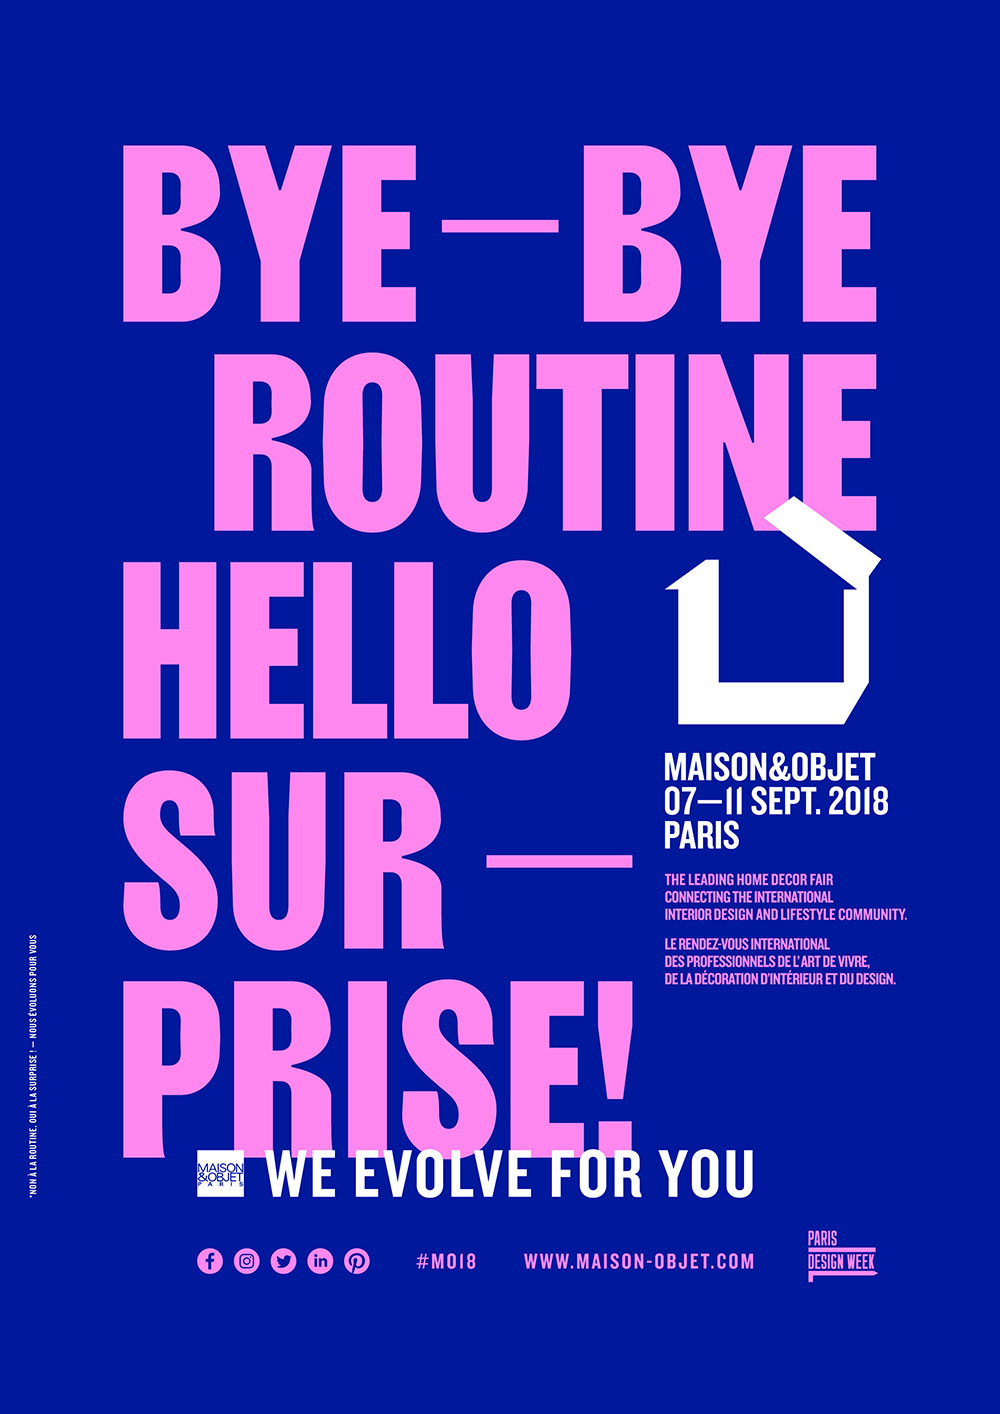 BYE—BYE
ROUTINE
HELLO
SUR—
PRISE!
MAISON&OBJET
07—11 SEPT. 2018
PARIS
THE LEADING HOME DECOR FAIR
CONNECTING THE INTERNATIONAL
INTERIOR DESIGN AND LIFESTYLE COMMUNITY.
LE RENDEZ-VOUS INTERNATIONAL
DES PROFESSIONNELS DE L'ART DE VIVRE,
DE LA DÉCORATION D'INTÉRIEUR ET DU DESIGN.
*NON À LA ROUTINE, OUI À LA SURPRISE ! — NOUS ÉVOLUONS POUR VOUS
MAISON
&OBJET
PARIS
WE EVOLVE FOR YOU
#MO18
WWW.MAISON-OBJET.COM
PARIS
DESIGN WEEK